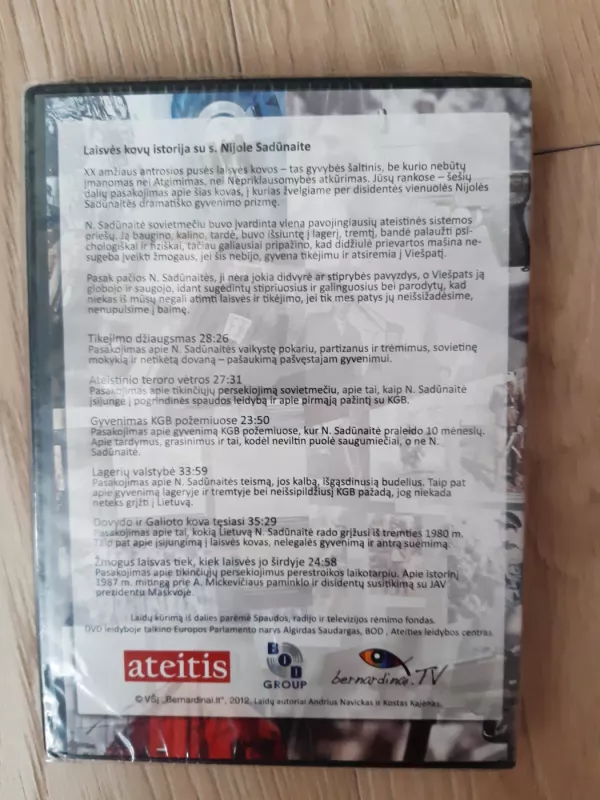 Laisvės kovų istorija su s. Nijole Sadūnaite
XX amžiaus antrosios pusės laisvės kovos – tas gyvybės šaltinis, be kurio nebūtų
įmanomas nei Atgimimas, nei Nepriklausomybės atkūrimas. Jūsų rankose – šešių
dalių pasakojimas apie šias kovas, į kurias žvelgiame per disidentės vienuolės Nijolės
Sadūnaitės dramatiško gyvenimo prizmę.
N. Sadūnaitė sovietmečiu buvo įvardinta viena pavojingiausių ateistinės sistemos
priešų. Ją baugino, kalino, tardė, buvo išsiuntę į lagerį, tremtį, bandė palaužti psi-
chologiškai ir fiziškai, tačiau galiausiai pripažino, kad didžiulė prievartos mašina ne-
sugeba įveikti žmogaus, jei šis nebijo, gyvena tikėjimu ir atsiremia į Viešpatį.
Pasak pačios N. Sadūnaitės, ji nėra jokia didvyrė ar stiprybės pavyzdys, o Viešpats ją
globojo ir saugojo, idant sugėdintų stipriuosius ir galinguosius bei parodytų, kad
niekas iš mūsų negali atimti laisvės ir tikėjimo, jei tik mes patys jų neišsižadėsime,
nenupulsime į baimę.
Tikėjimo džiaugsmas 28:26
Pasakojimas apie N. Sadūnaitės vaikystę pokariu, partizanus ir trėmimus, sovietinę
mokyklą ir netikėtą dovaną – pašaukimą pašvęstajam gyvenimui.
Ateistinio teroro vėtros 27:31
Pasakojimas apie tikinčiųjų persekiojimą sovietmečiu, apie tai, kaip N. Sadūnaitė
įsijungė į pogrindinės spaudos leidybą ir apie pirmąją pažintį su KGB.
Gyvenimas KGB požemiuose 23:50
Pasakojimas apie gyvenimą KGB požemiuose, kur N. Sadūnaitė praleido 10 mėnesių.
Apie tardymus, grasinimus ir tai, kodėl neviltin puolė saugumiečiai, o ne N.
Sadūnaitė.
Lagerių valstybė 33:59
Pasakojimas apie N. Sadūnaitės teismą, jos kalbą, išgąsdinusią budelius. Taip pat
apie gyvenimą lageryje ir tremtyje bei neišsipildžiusį KGB pažadą, jog niekada
neteks grįžti į Lietuvą.
Dovydo ir Galioto kova tęsiasi 35:29
Pasakojimas apie tai, kokią Lietuvą N. Sadūnaitė rado grįžusi iš tremties 1980 m.
Taip pat apie įsijungimą į laisvės kovas, nelegalės gyvenimą ir antrą suėmimą.
Žmogus laisvas tiek, kiek laisvės jo širdyje 24:58
Pasakojimas apie tikinčiųjų persekiojimus perestroikos laikotarpiu. Apie istorinį
1987 m. mitingą prie A. Mickevičiaus paminklo ir disidentų susitikimą su JAV
prezidentu Maskvoje.
Laidų kūrimą iš dalies parėmė Spaudos, radijo ir televizijos rėmimo fondas.
DVD leidyboje talkino Europos Parlamento narys Algirdas Saudargas, BOD , Ateities leidybos centras.
ateitis
BOD
GROUP
bernardinai.TV
© VšĮ „Bernardinai.lt", 2012. Laidų autoriai Andrius Navickas ir Kostas Kajėnas.